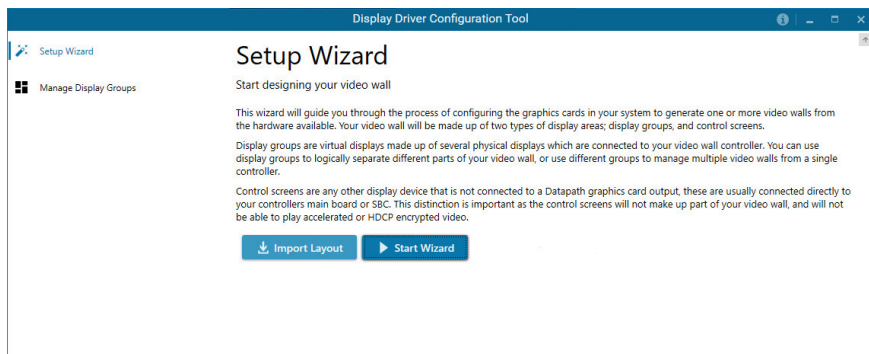 Display Driver Configuration Tool
Setup Wizard
Manage Display Groups
Setup Wizard
Start designing your video wall
This wizard will guide you through the process of configuring the graphics cards in your system to generate one or more video walls from
the hardware available. Your video wall will be made up of two types of display areas; display groups, and control screens.
Display groups are virtual displays made up of several physical displays which are connected to your video wall controller. You can use
display groups to logically separate different parts of your video wall, or use different groups to manage multiple video walls from a single
controller.
Control screens are any other display device that is not connected to a Datapath graphics card output, these are usually connected directly to
your controllers main board or SBC. This distinction is important as the control screens will not make up part of your video wall, and will not
be able to play accelerated or HDCP encrypted video.
Import Layout
Start Wizard